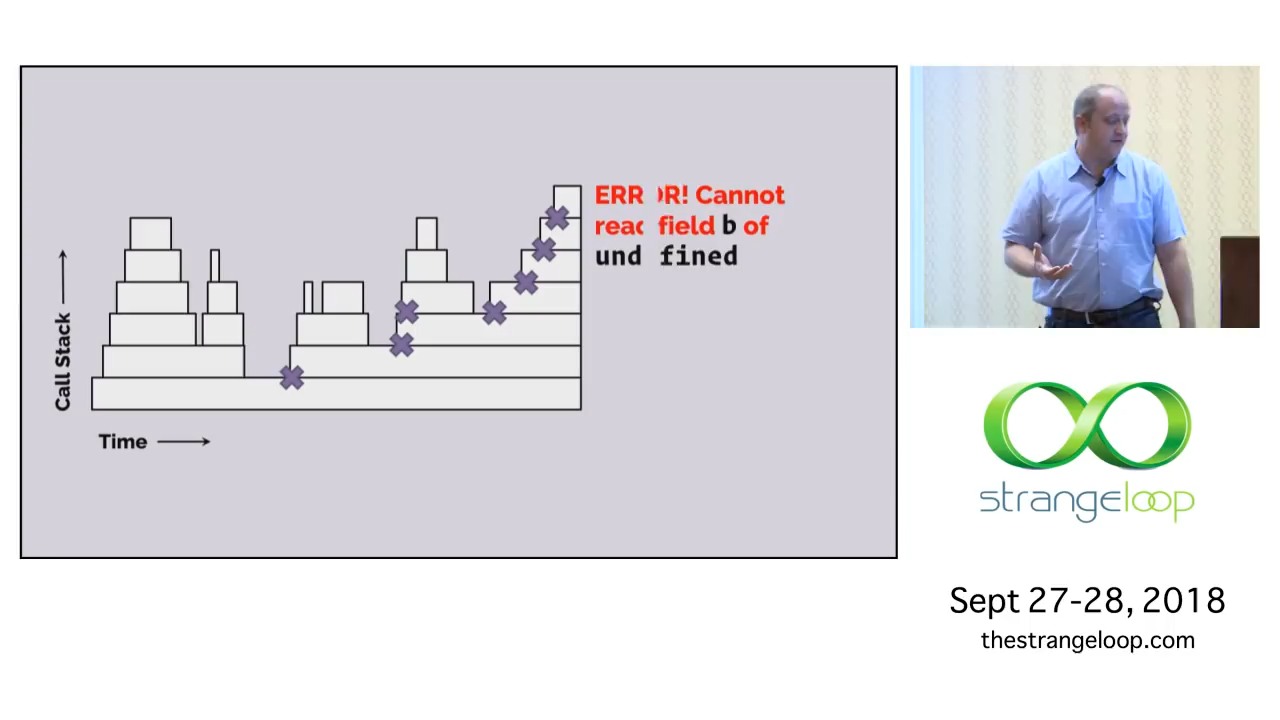 ERROR! Cannot
read field b of
undefined
Call Stack
Time
strangeloop
Sept 27-28, 2018
thestrangeloop.com